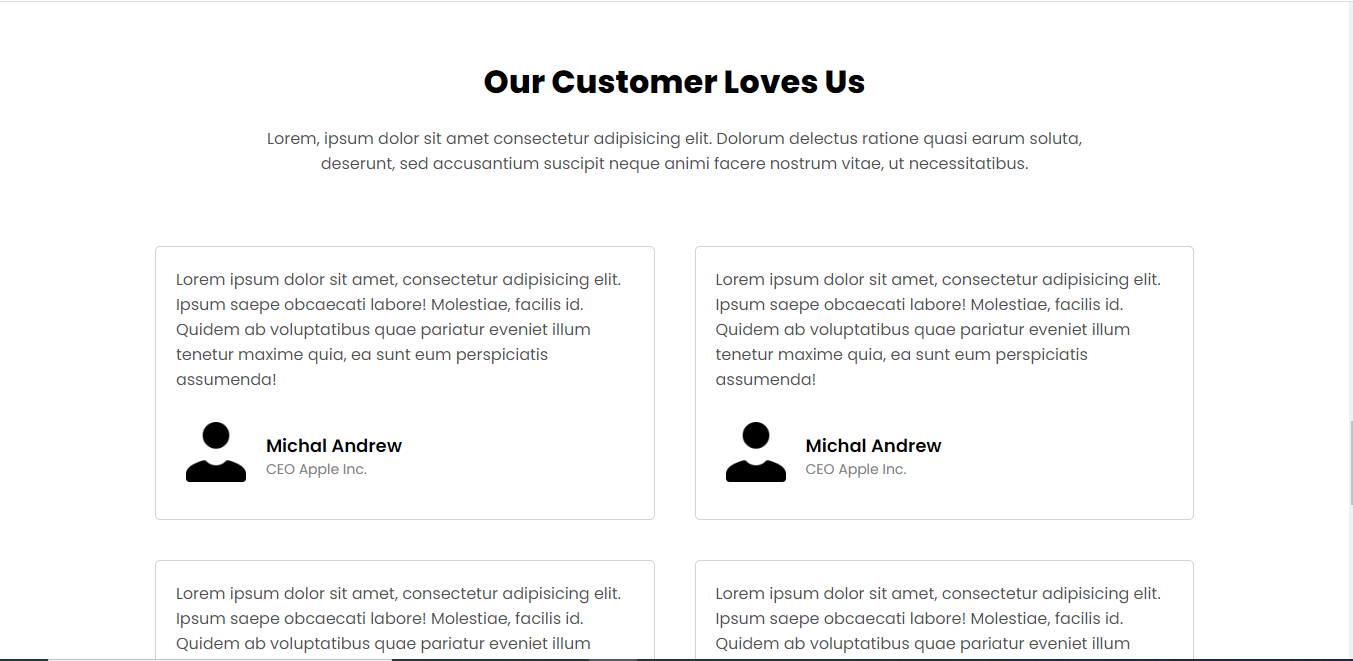 Our Customer Loves Us
Lorem, ipsum dolor sit amet consectetur adipisicing elit. Dolorum delectus ratione quasi earum soluta,
deserunt, sed accusantium suscipit neque animi facere nostrum vitae, ut necessitatibus.
Lorem ipsum dolor sit amet, consectetur adipisicing elit.
Ipsum saepe obcaecati labore! Molestiae, facilis id.
Quidem ab voluptatibus quae pariatur eveniet illum
tenetur maxime quia, ea sunt eum perspiciatis
assumenda!
Michal Andrew
CEO Apple Inc.
Lorem ipsum dolor sit amet, consectetur adipisicing elit.
Ipsum saepe obcaecati labore! Molestiae, facilis id.
Quidem ab voluptatibus quae pariatur eveniet illum
tenetur maxime quia, ea sunt eum perspiciatis
assumenda!
Michal Andrew
CEO Apple Inc.
Lorem ipsum dolor sit amet, consectetur adipisicing elit.
Ipsum saepe obcaecati labore! Molestiae, facilis id.
Quidem ab voluptatibus quae pariatur eveniet illum
Lorem ipsum dolor sit amet, consectetur adipisicing elit.
Ipsum saepe obcaecati labore! Molestiae, facilis id.
Quidem ab voluptatibus quae pariatur eveniet illum